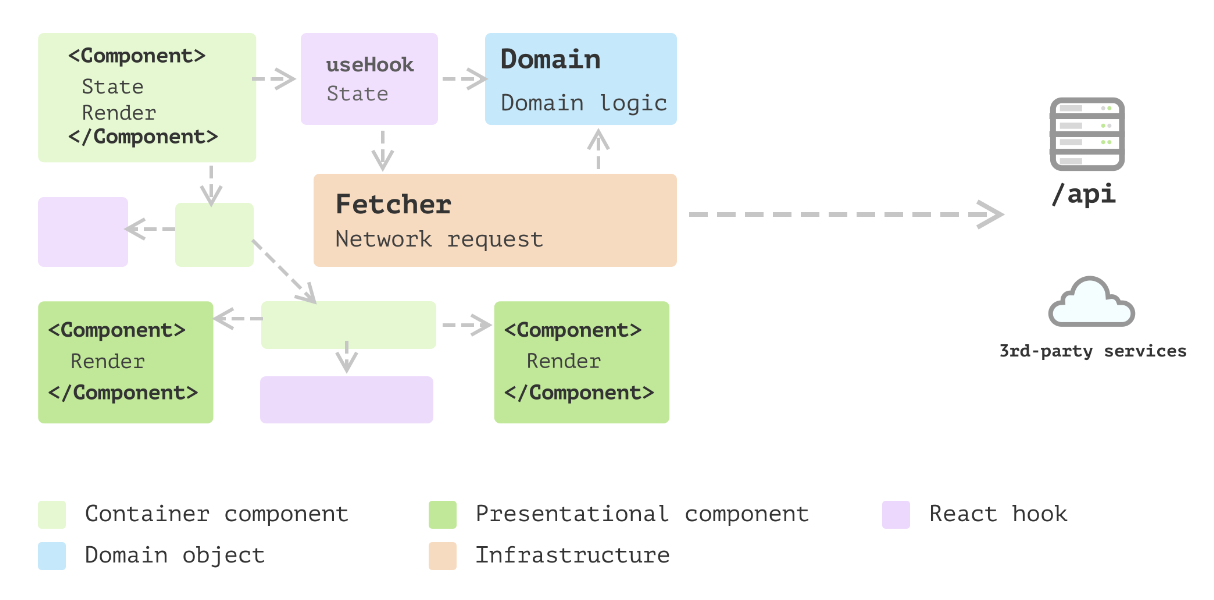 <Component>
State
Render
</Component>
useHook
State
Domain
Domain logic
Fetcher
Network request
/api
<Component>
Render
</Component>
<Component>
Render
</Component>
3rd-party services
Container component
Presentational component
React hook
Domain object
Infrastructure